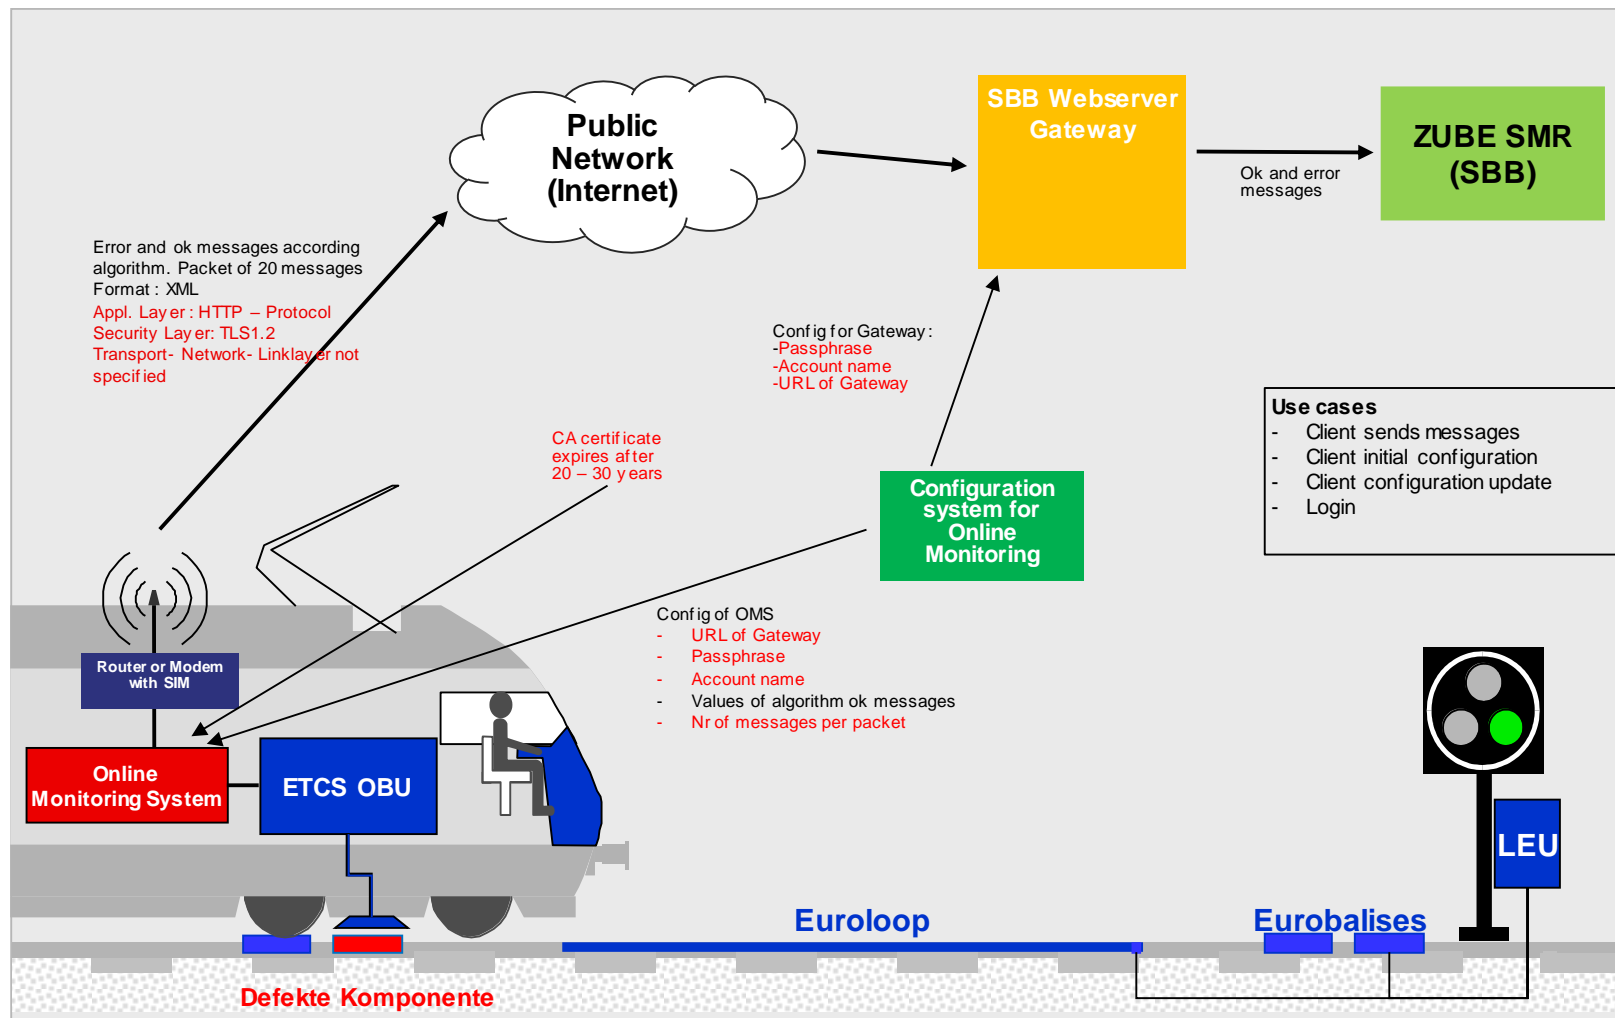 Public
Network
(Internet)
SBB Webserver
Gateway
ZUBE SMR
(SBB)
Ok and error
messages
Error and ok messages according
algorithm. Packet of 20 messages
Format : XML
Appl. Layer : HTTP – Protocol
Security Layer: TLS1.2
Transport- Network- Linklayer not
specified
Config for Gateway :
-Passphrase
-Account name
-URL of Gateway
Use cases
- Client sends messages
- Client initial configuration
- Client configuration update
- Login
CA certificate
expires after
20 – 30 years
Configuration
system for
Online
Monitoring
Config of OMS
- URL of Gateway
- Passphrase
- Account name
- Values of algorithm ok messages
- Nr of messages per packet
Router or Modem
with SIM
Online
Monitoring System
ETCS OBU
LEU
Euroloop
Eurobalises
Defekte Komponente